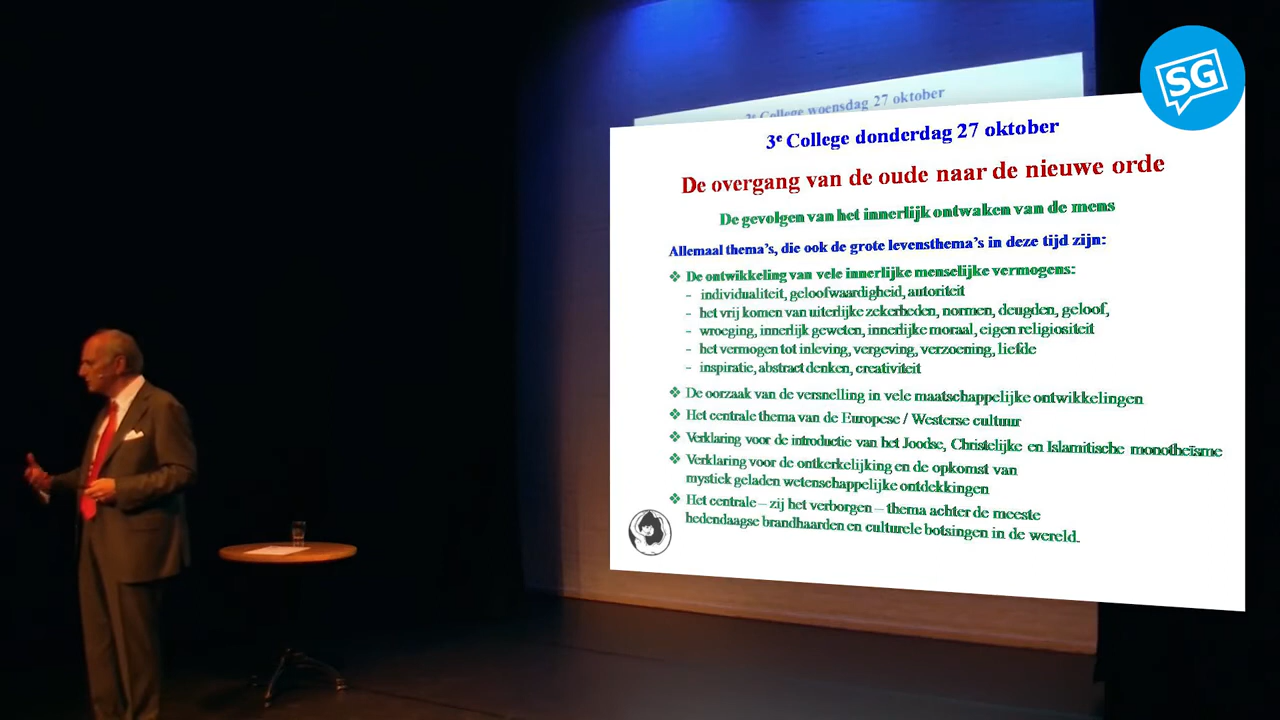 SG
2e College woensdag 27 oktober
3e College donderdag 27 oktober
De overgang van de oude naar de nieuwe orde
De gevolgen van het innerlijk ontwaken van de mens
Allemaal thema's, die ook de grote levensthema's in deze tijd zijn:
❖ De ontwikkeling van vele innerlijke menselijke vermogens:
- individualiteit, geloofwaardigheid, autoriteit
- het vrij komen van uiterlijke zekerheden, normen, deugden, geloof,
- wroeging, innerlijk geweten, innerlijke moraal, eigen religiositeit
- het vermogen tot inleving, vergeving, verzoening, liefde
- inspiratie, abstract denken, creativiteit
❖ De oorzaak van de versnelling in vele maatschappelijke ontwikkelingen
❖ Het centrale thema van de Europese / Westerse cultuur
❖ Verklaring voor de introductie van het Joodse, Christelijke en Islamitische monotheïsme
❖ Verklaring voor de ontkerkelijking en de opkomst van
mystiek geladen wetenschappelijke ontdekkingen
❖ Het centrale – zij het verborgen – thema achter de meeste
hedendaagse brandhaarden en culturele botsingen in de wereld.